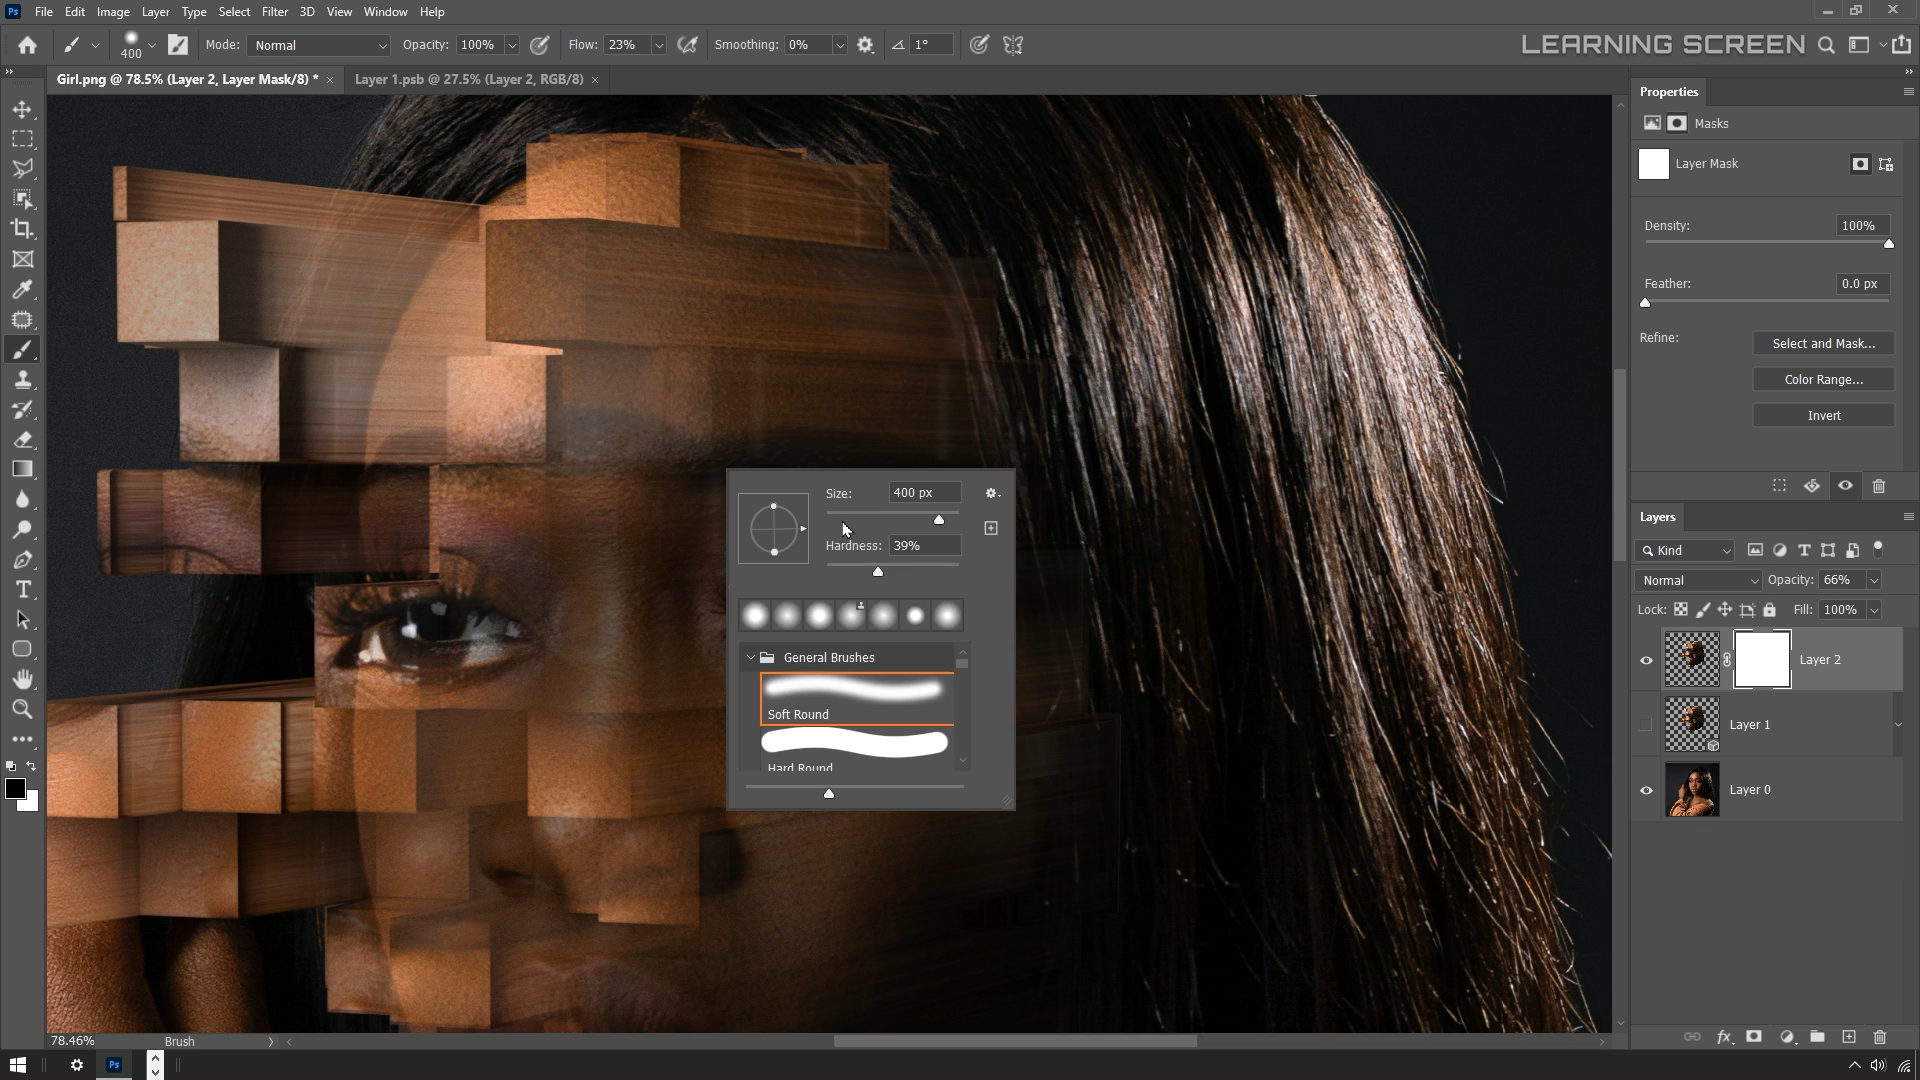 Ps File Edit Image Layer Type Select Filter 3D View Window Help
400 Mode: Normal Opacity: 100% Flow: 23% Smoothing: 0% 1° LEARNING SCREEN
Girl.png @ 78.5% (Layer 2, Layer Mask/8) * × Layer 1.psb @ 27.5% (Layer 2, RGB/8) ×
Properties
Masks
Layer Mask
Density: 100%
Feather: 0.0 px
Refine: Select and Mask...
Color Range...
Invert
Size: 400 px
Hardness: 39%
General Brushes
Soft Round
Hard Round
Layers
Kind
Normal Opacity: 66%
Lock: Fill: 100%
Layer 2
Layer 1
Layer 0
78.46% Brush
Ps